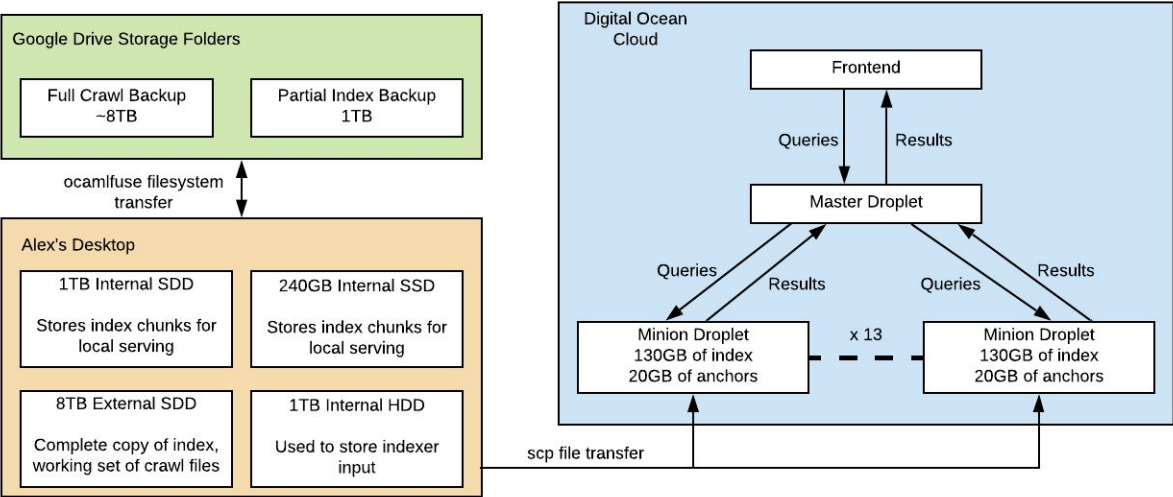 Google Drive Storage Folders
Full Crawl Backup
~8TB
Partial Index Backup
1TB
ocamlfuse filesystem
transfer
Alex's Desktop
1TB Internal SDD
Stores index chunks for
local serving
240GB Internal SSD
Stores index chunks for
local serving
8TB External SDD
Complete copy of index,
working set of crawl files
1TB Internal HDD
Used to store indexer
input
scp file transfer
Digital Ocean
Cloud
Frontend
Queries
Results
Master Droplet
Queries
Results
Queries
Results
Minion Droplet
130GB of index
20GB of anchors
x 13
Minion Droplet
130GB of index
20GB of anchors